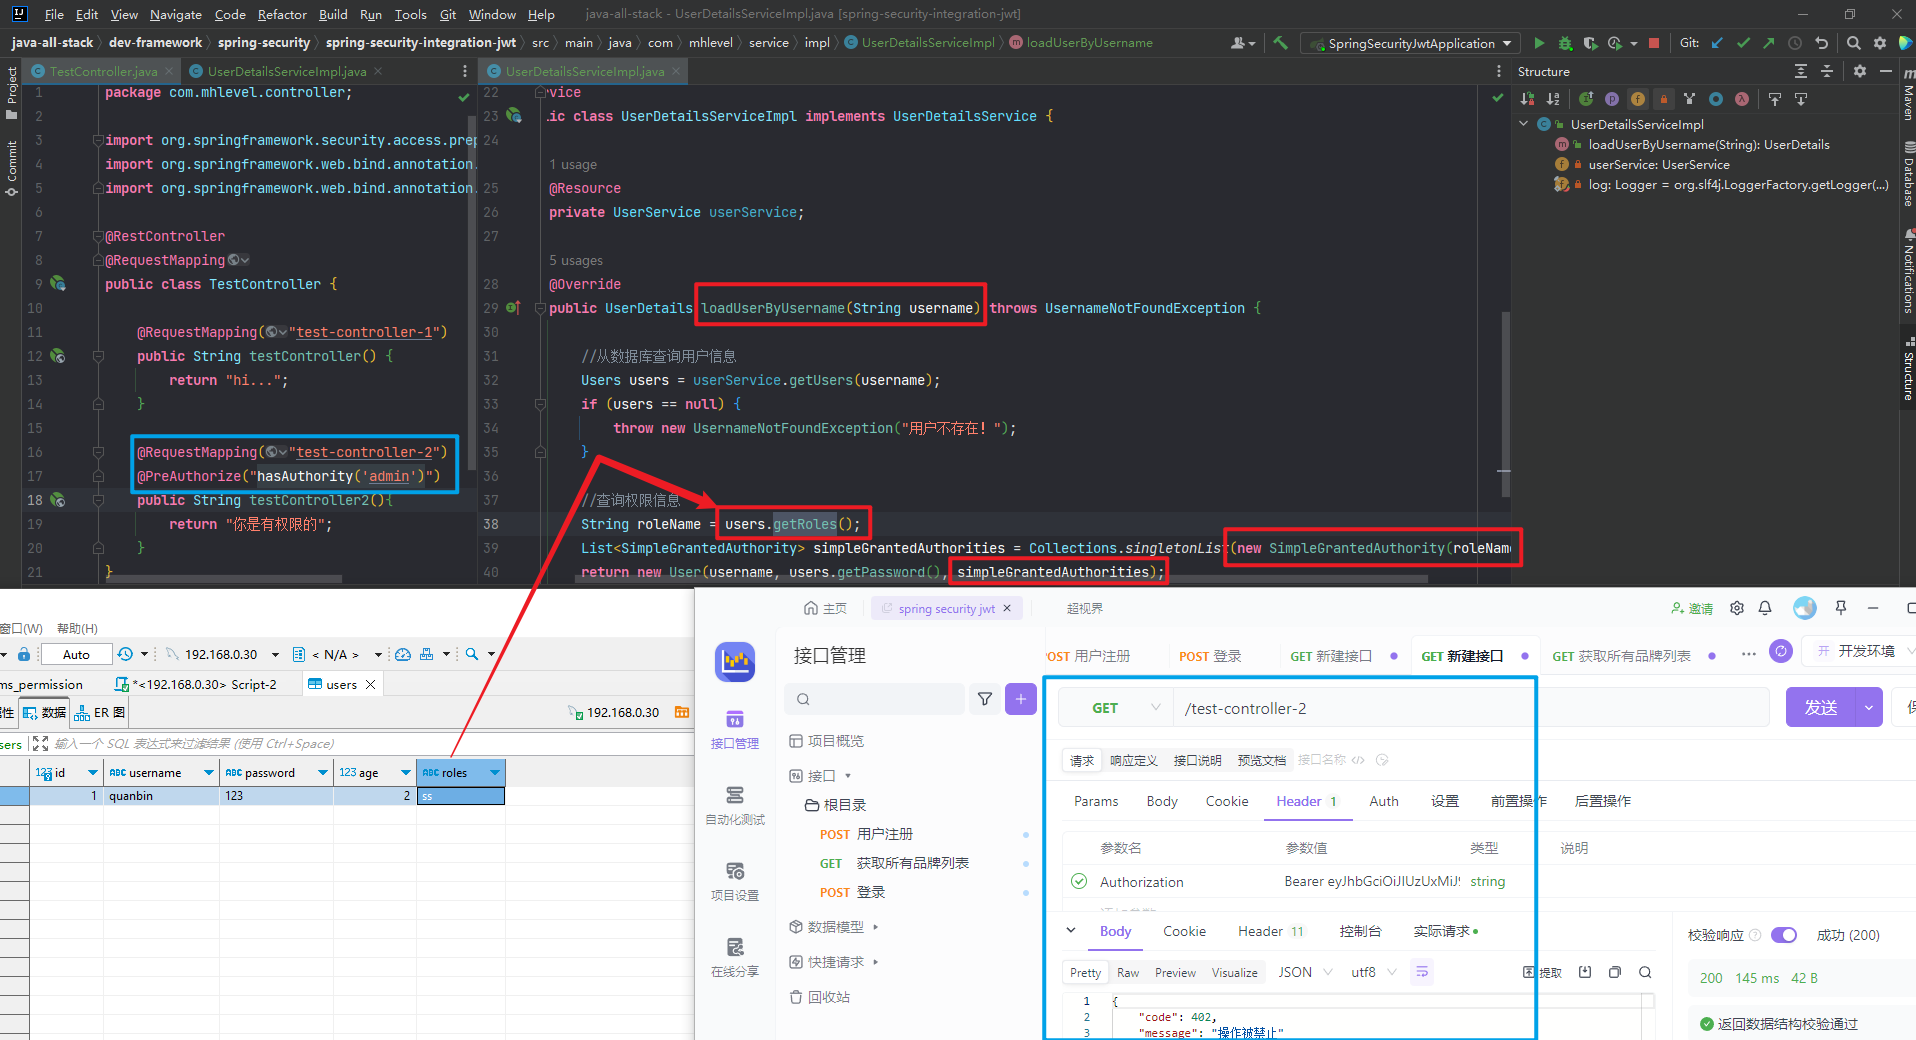 File Edit View Navigate Code Refactor Build Run Tools Git Window Help java-all-stack - UserDetailsServiceImpl.java [spring-security-integration-jwt]
java-all-stack dev-framework spring-security spring-security-integration-jwt src main java com mhlevel service impl UserDetailsServiceImpl loadUserByUsername SpringSecurityJwtApplication Git:
Project
Commit
TestController.java UserDetailsServiceImpl.java
1 package com.mhlevel.controller;
2
3 import org.springframework.security.access.prep
4 import org.springframework.web.bind.annotation.
5 import org.springframework.web.bind.annotation.
6
7 @RestController
8 @RequestMapping
9 public class TestController {
10
11 @RequestMapping("test-controller-1")
12 public String testController() {
13 return "hi...";
14 }
15
16 @RequestMapping("test-controller-2")
17 @PreAuthorize("hasAuthority('admin')")
18 public String testController2(){
19 return "你是有权限的";
20 }
21 }
UserDetailsServiceImpl.java
22 vice
23 ic class UserDetailsServiceImpl implements UserDetailsService {
24
1 usage
25 @Resource
26 private UserService userService;
27
5 usages
28 @Override
29 public UserDetails loadUserByUsername(String username) throws UsernameNotFoundException {
30
31 //从数据库查询用户信息
32 Users users = userService.getUsers(username);
33 if (users == null) {
34 throw new UsernameNotFoundException("用户不存在! ");
35 }
36
37 //查询权限信息
38 String roleName = users.getRoles();
39 List<SimpleGrantedAuthority> simpleGrantedAuthorities = Collections.singletonList(new SimpleGrantedAuthority(roleName
40 return new User(username, users.getPassword(), simpleGrantedAuthorities);
Structure
UserDetailsServiceImpl
loadUserByUsername(String): UserDetails
userService: UserService
log: Logger = org.slf4j.LoggerFactory.getLogger(...)
Maven
Database
Notifications
Structure
窗口(W) 帮助(H)
Auto 192.168.0.30 < N/A >
ms_permission *<192.168.0.30> Script-2 users
属性 数据 ER 图 192.168.0.30
sers 输入一个 SQL 表达式来过滤结果 (使用 Ctrl+Space)
123 id ABC username ABC password 123 age ABC roles
1 quanbin 123 2 ss
主页 spring security jwt 超视界 邀请
接口管理
自动化测试
项目设置
在线分享
接口管理
项目概览
接口
根目录
POST 用户注册
GET 获取所有品牌列表
POST 登录
数据模型
快捷请求
回收站
POST 用户注册 POST 登录 GET 新建接口 GET 新建接口 GET 获取所有品牌列表 ... 开 开发环境
GET /test-controller-2 发送
请求 响应定义 接口说明 预览文档 接口名称
Params Body Cookie Header 1 Auth 设置 前置操作 后置操作
参数名 参数值 类型 说明
Authorization Bearer eyJhbGciOiJIUzUxMiJ9 string
Body Cookie Header 11 控制台 实际请求
Pretty Raw Preview Visualize JSON utf8 提取
1 {
2 "code": 402,
3 "message": "操作被禁止"
校验响应 成功 (200)
200 145 ms 42 B
返回数据结构校验通过